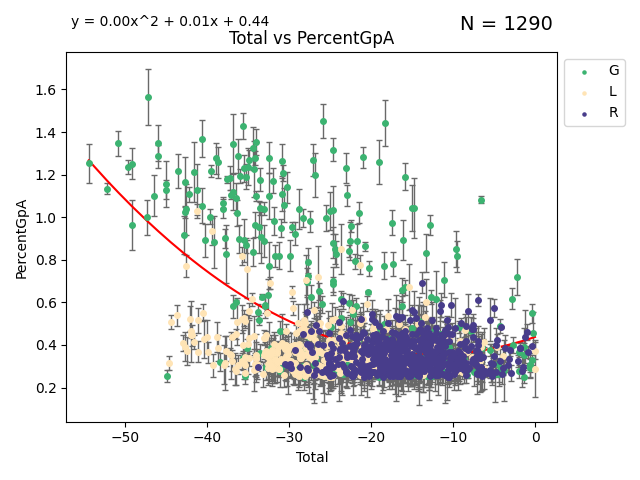 y = 0.00x^2 + 0.01x + 0.44
N = 1290
Total vs PercentGpA
G
L
R
PercentGpA
1.6
1.4
1.2
1.0
0.8
0.6
0.4
0.2
−50
−40
−30
−20
−10
0
Total